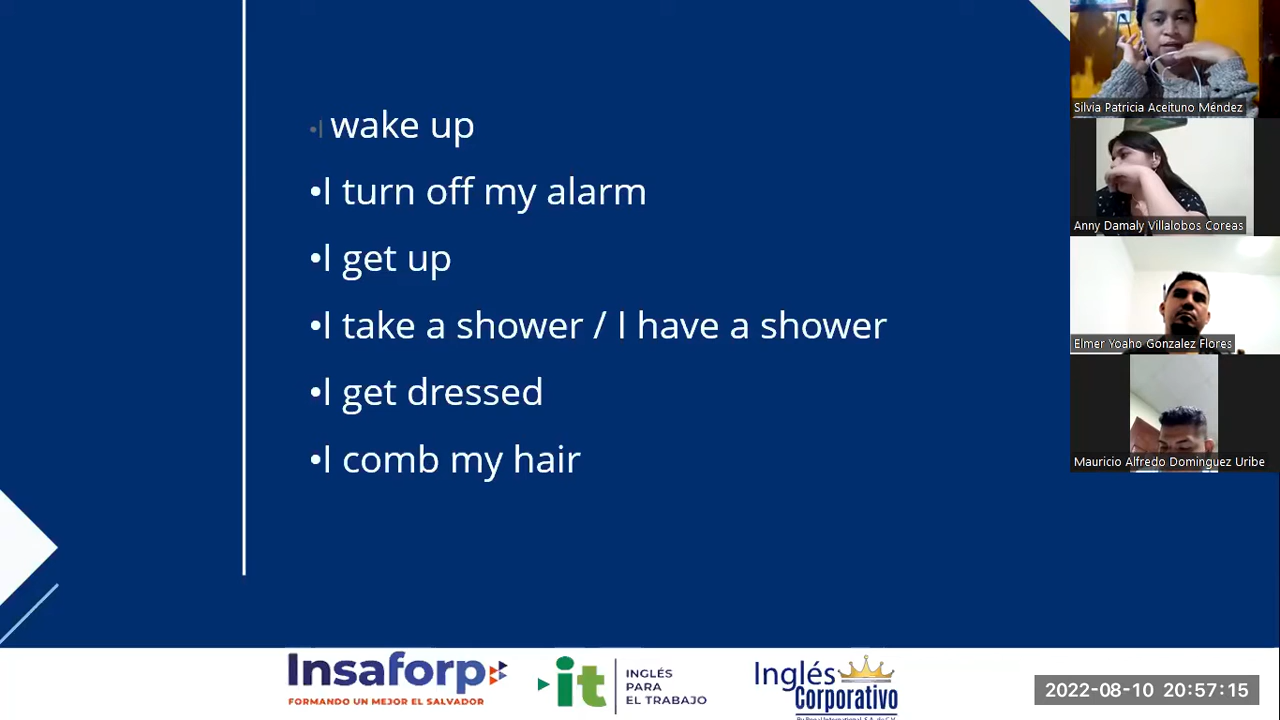 •I wake up
•I turn off my alarm
•I get up
•I take a shower / I have a shower
•I get dressed
•I comb my hair
Silvia Patricia Aceituno Méndez
Anny Damaly Villalobos Coreas
Elmer Yoaho Gonzalez Flores
Mauricio Alfredo Dominguez Uribe
Insaforp
FORMANDO UN MEJOR EL SALVADOR
it
INGLÉS
PARA
EL TRABAJO
Inglés
Corporativo
2022-08-10 20:57:15